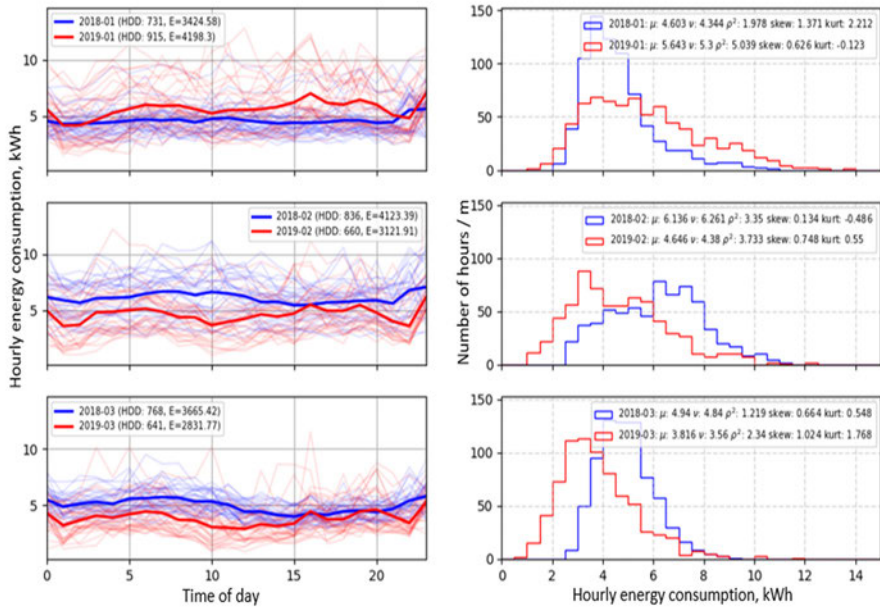 2018-01 (HDD: 731, E=3424.58)
2019-01 (HDD: 915, E=4198.3)
10
5
2018-02 (HDD: 836, E=4123.39)
2019-02 (HDD: 660, E=3121.91)
10
5
2018-03 (HDD: 768, E=3665.42)
2019-03 (HDD: 641, E=2831.77)
10
5
0
10
15
20
Time of day
Hourly energy consumption, kWh
2018-01: μ: 4.603 ν: 4.344 ρ²: 1.978 skew: 1.371 kurt: 2.212
2019-01: μ: 5.643 ν: 5.3 ρ²: 5.039 skew: 0.626 kurt: -0.123
150
100
50
0
2018-02: μ: 6.136 ν: 6.261 ρ²: 3.35 skew: 0.134 kurt: -0.486
2019-02: μ: 4.646 ν: 4.38 ρ²: 3.733 skew: 0.748 kurt: 0.55
150
100
50
0
2018-03: μ: 4.94 ν: 4.84 ρ²: 1.219 skew: 0.664 kurt: 0.548
2019-03: μ: 3.816 ν: 3.56 ρ²: 2.34 skew: 1.024 kurt: 1.768
150
100
50
0
0
2
4
6
8
10
12
14
Hourly energy consumption, kWh
Number of hours / m